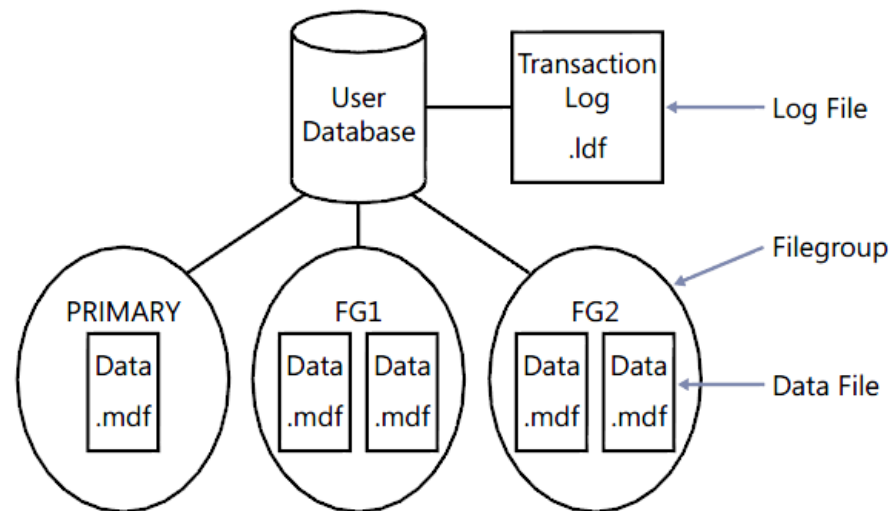 User
Database
Transaction
Log
.ldf
Log File
Filegroup
PRIMARY
Data
.mdf
FG1
Data
.mdf
Data
.mdf
FG2
Data
.mdf
Data
.mdf
Data File